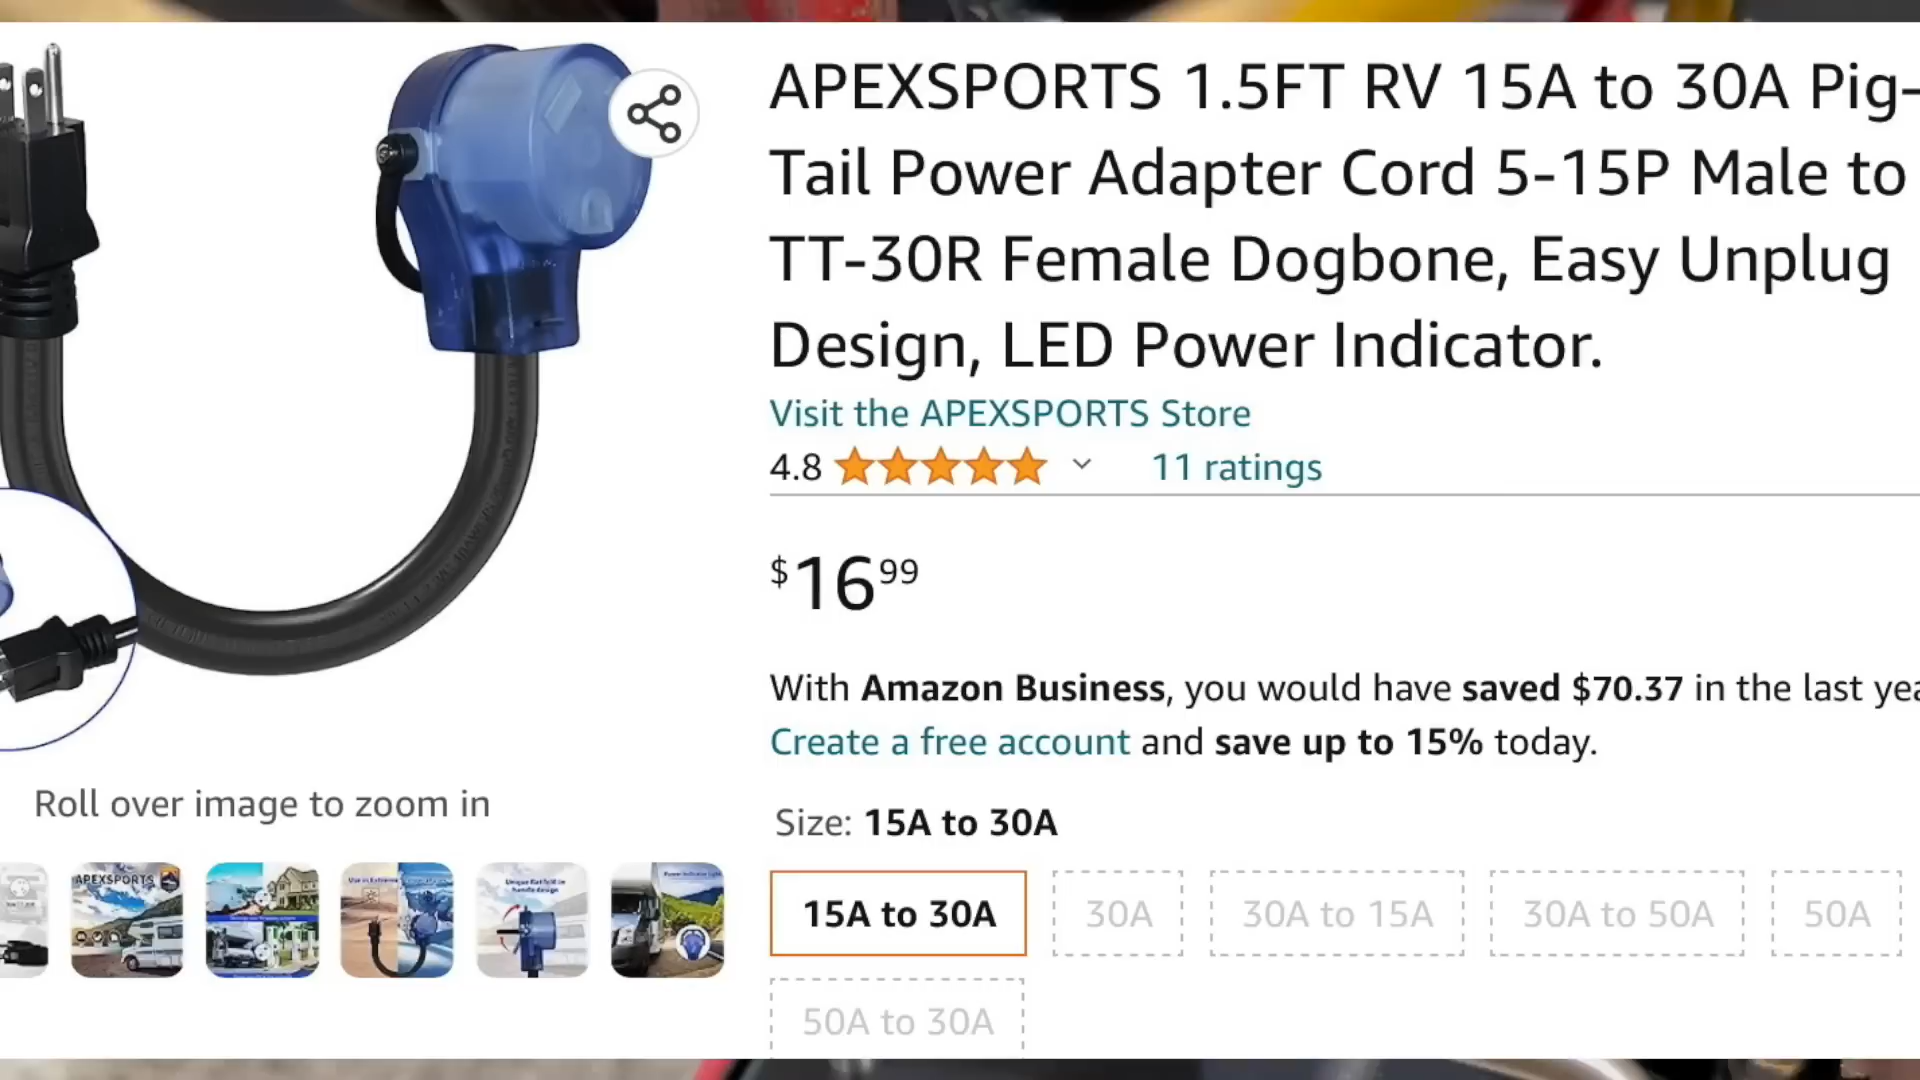 APEXSPORTS 1.5FT RV 15A to 30A Pig-
Tail Power Adapter Cord 5-15P Male to
TT-30R Female Dogbone, Easy Unplug
Design, LED Power Indicator.
Visit the APEXSPORTS Store
4.8 11 ratings
$16.99
With Amazon Business, you would have saved $70.37 in the last yea
Create a free account and save up to 15% today.
Roll over image to zoom in
Size: 15A to 30A
APEXSPORTS
15A to 30A 30A 30A to 15A 30A to 50A 50A
50A to 30A